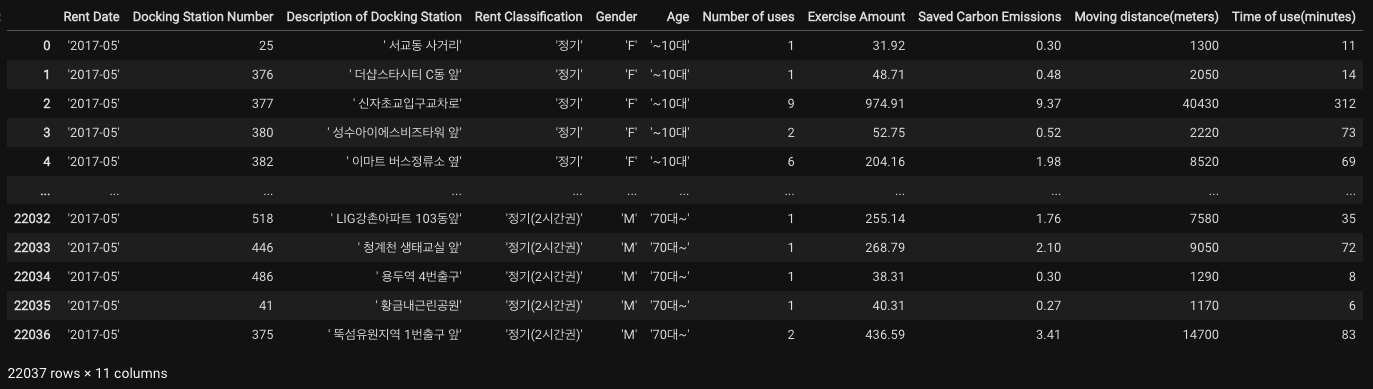 Rent Date Docking Station Number Description of Docking Station Rent Classification Gender Age Number of uses Exercise Amount Saved Carbon Emissions Moving distance(meters) Time of use(minutes)
0 '2017-05' 25 ' 서교동 사거리' '정기' 'F' '~10대' 1 31.92 0.30 1300 11
1 '2017-05' 376 ' 더샵스타시티 C동 앞' '정기' 'F' '~10대' 1 48.71 0.48 2050 14
2 '2017-05' 377 ' 신자초교입구교차로' '정기' 'F' '~10대' 9 974.91 9.37 40430 312
3 '2017-05' 380 ' 성수아이에스비즈타워 앞' '정기' 'F' '~10대' 2 52.75 0.52 2220 73
4 '2017-05' 382 ' 이마트 버스정류소 옆' '정기' 'F' '~10대' 6 204.16 1.98 8520 69
... ... ... ... ... ... ... ... ... ... ... ...
22032 '2017-05' 518 ' LIG강촌아파트 103동앞' '정기(2시간권)' 'M' '70대~' 1 255.14 1.76 7580 35
22033 '2017-05' 446 ' 청계천 생태교실 앞' '정기(2시간권)' 'M' '70대~' 1 268.79 2.10 9050 72
22034 '2017-05' 486 ' 용두역 4번출구' '정기(2시간권)' 'M' '70대~' 1 38.31 0.30 1290 8
22035 '2017-05' 41 ' 황금내근린공원' '정기(2시간권)' 'M' '70대~' 1 40.31 0.27 1170 6
22036 '2017-05' 375 ' 뚝섬유원지역 1번출구 앞' '정기(2시간권)' 'M' '70대~' 2 436.59 3.41 14700 83
22037 rows × 11 columns